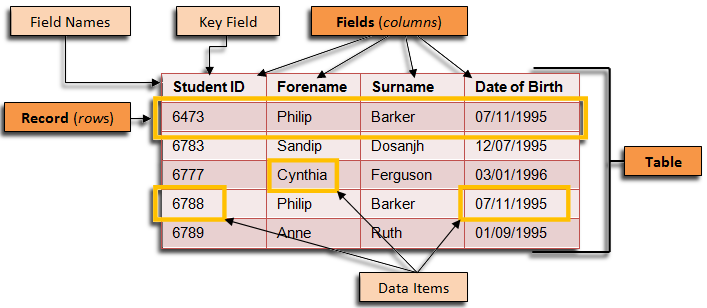 Field Names
Key Field
Fields (columns)
Student ID Forename Surname Date of Birth
Record (rows)
6473 Philip Barker 07/11/1995
6783 Sandip Dosanjh 12/07/1995
6777 Cynthia Ferguson 03/01/1996
Table
6788 Philip Barker 07/11/1995
6789 Anne Ruth 01/09/1995
Data Items